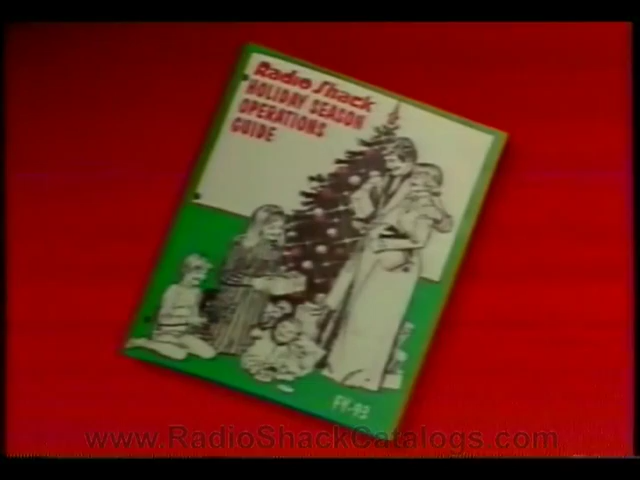 Radio Shack
HOLIDAY SEASON
OPERATIONS
GUIDE
FY-93
www.RadioShackCatalogs.com